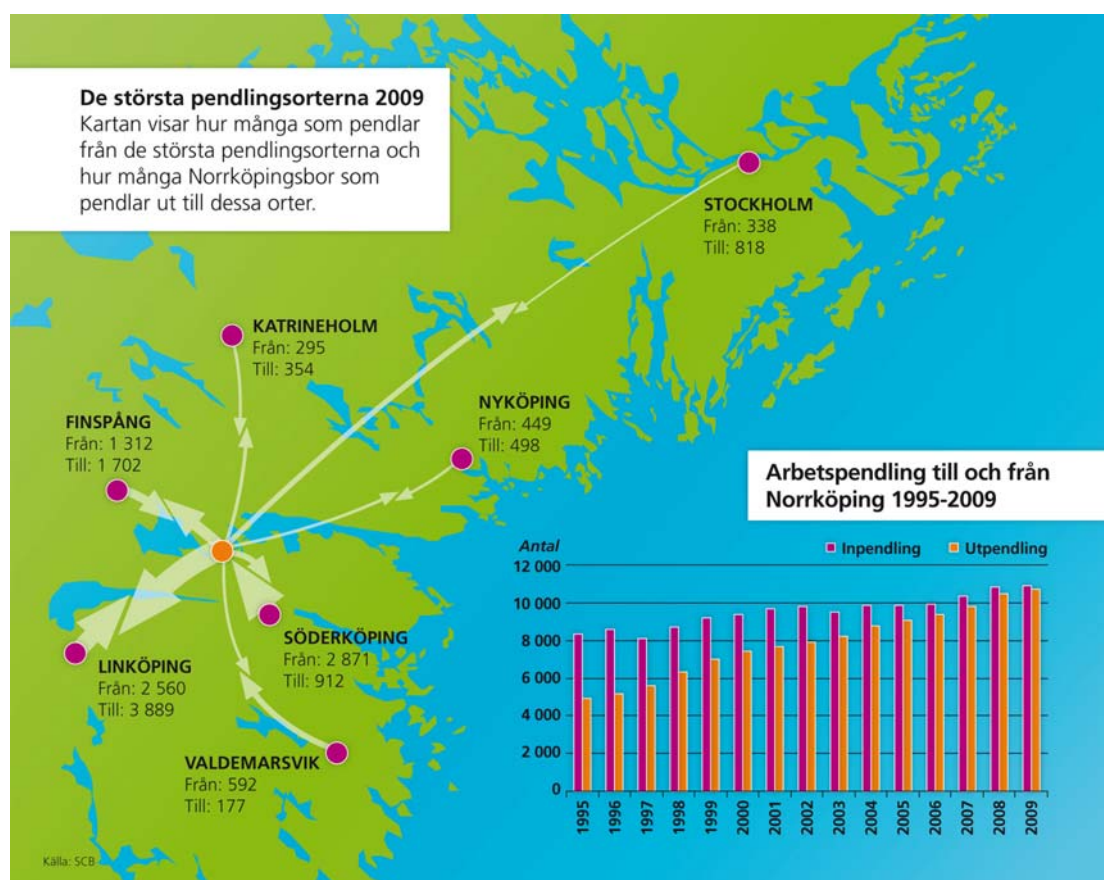 De största pendlingsorterna 2009
Kartan visar hur många som pendlar
från de största pendlingsorterna och
hur många Norrköpingsbor som
pendlar ut till dessa orter.
STOCKHOLM
Från: 338
Till: 818
KATRINEHOLM
Från: 295
Till: 354
NYKÖPING
Från: 449
Till: 498
FINSPÅNG
Från: 1 312
Till: 1 702
SÖDERKÖPING
Från: 2 871
Till: 912
LINKÖPING
Från: 2 560
Till: 3 889
VALDEMARSVIK
Från: 592
Till: 177
Källa: SCB
Arbetspendling till och från
Norrköping 1995-2009
Antal
Inpendling Utpendling
12 000
10 000
8 000
6 000
4 000
2 000
0
1995 1996 1997 1998 1999 2000 2001 2002 2003 2004 2005 2006 2007 2008 2009